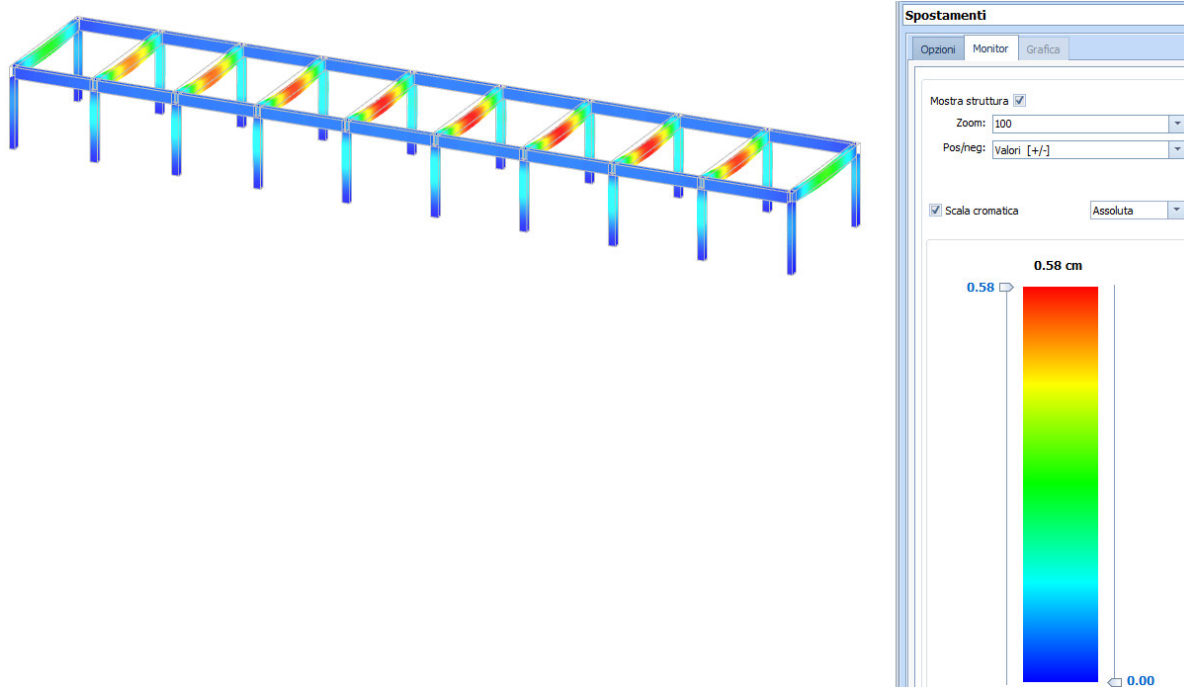 Spostamenti
Opzioni Monitor Grafica
Mostra struttura
Zoom: 100
Pos/neg: Valori [+/-]
Scala cromatica Assoluta
0.58 cm
0.58
0.00